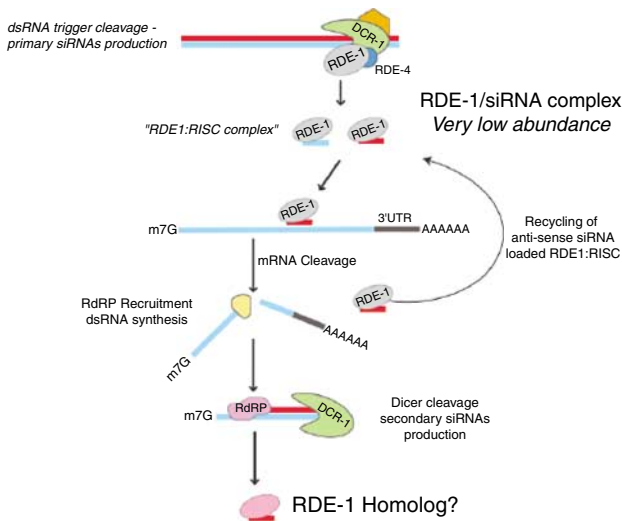 dsRNA trigger cleavage -
primary siRNAs production
DCR-1
RDE-1
RDE-4
RDE-1/siRNA complex
Very low abundance
"RDE1:RISC complex"
RDE-1
RDE-1
RDE-1
m7G
3'UTR
AAAAAA
Recycling of
anti-sense siRNA
loaded RDE1:RISC
mRNA Cleavage
RDE-1
RdRP Recruitment
dsRNA synthesis
AAAAAA
m7G
m7G
RdRP
DCR-1
Dicer cleavage
secondary siRNAs
production
RDE-1 Homolog?